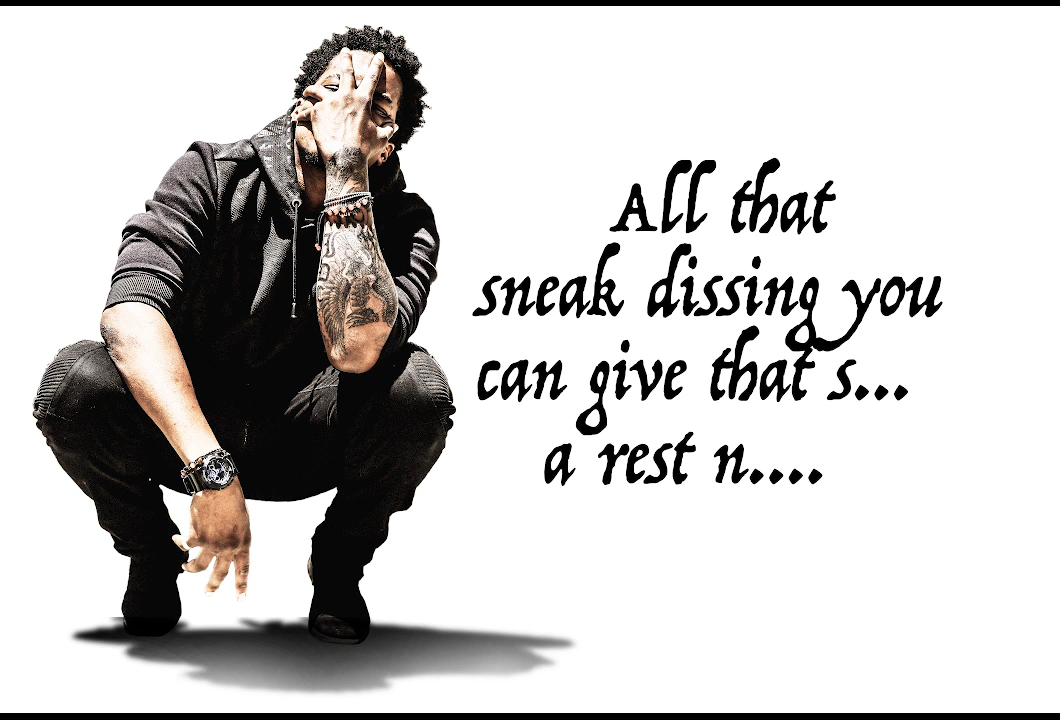 All that
sneak dissing you
can give that s...
a rest n....